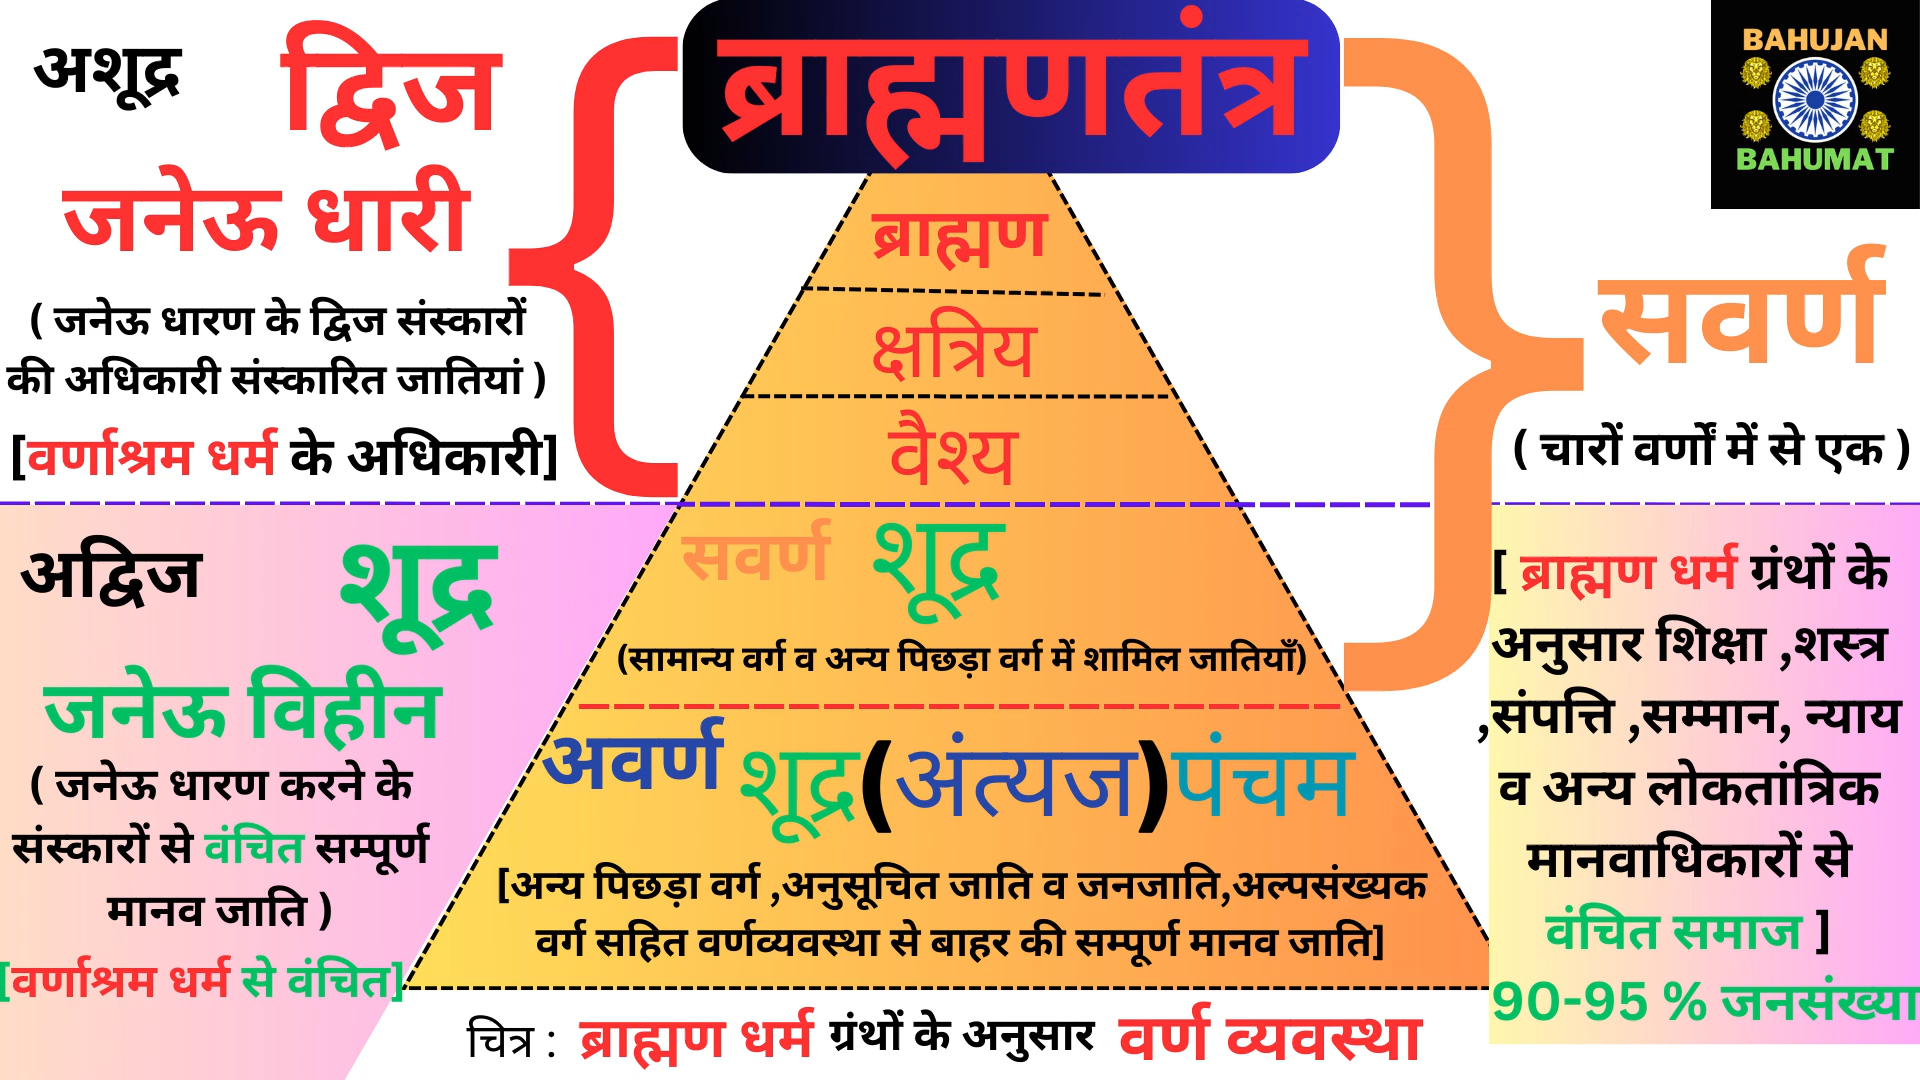 ब्राह्मणतंत्र
BAHUJAN
BAHUMAT
अशूद्र द्विज
जनेऊ धारी
( जनेऊ धारण के द्विज संस्कारों
की अधिकारी संस्कारित जातियां )
[वर्णाश्रम धर्म के अधिकारी]
ब्राह्मण
क्षत्रिय
वैश्य
सवर्ण
( चारों वर्णों में से एक )
अद्विज शूद्र
जनेऊ विहीन
( जनेऊ धारण करने के
संस्कारों से वंचित सम्पूर्ण
मानव जाति )
[वर्णाश्रम धर्म से वंचित]
सवर्ण शूद्र
(सामान्य वर्ग व अन्य पिछड़ा वर्ग में शामिल जातियाँ)
अवर्ण शूद्र(अंत्यज)पंचम
[अन्य पिछड़ा वर्ग ,अनुसूचित जाति व जनजाति,अल्पसंख्यक
वर्ग सहित वर्णव्यवस्था से बाहर की सम्पूर्ण मानव जाति]
[ ब्राह्मण धर्म ग्रंथों के
अनुसार शिक्षा ,शस्त्र
,संपत्ति ,सम्मान, न्याय
व अन्य लोकतांत्रिक
मानवाधिकारों से
वंचित समाज ]
90-95 % जनसंख्या
चित्र : ब्राह्मण धर्म ग्रंथों के अनुसार वर्ण व्यवस्था